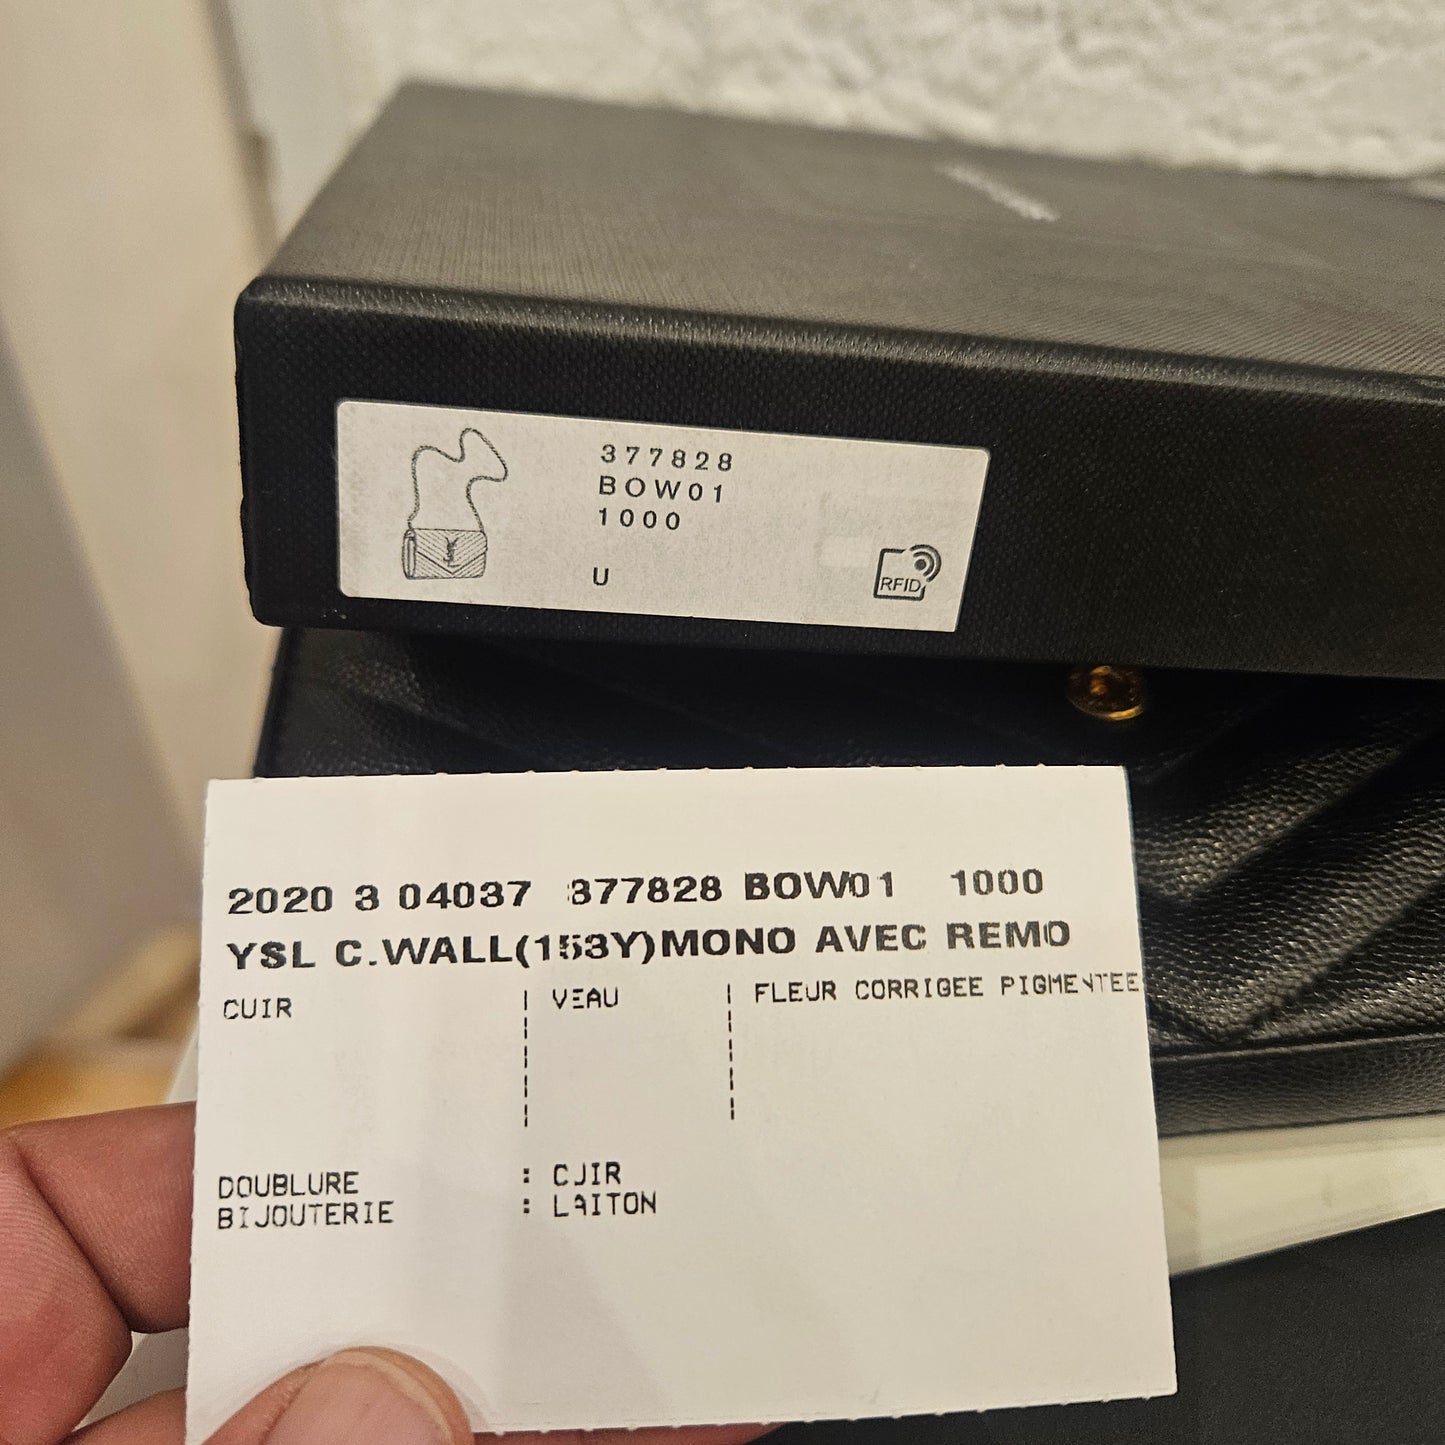 377828
BOW01
1000
U
RFID
2020 3 04037 377828 BOW01 1000
YSL C.WALL(153Y)MONO AVEC REMO
CUIR | VEAU | FLEUR CORRIGEE PIGMENTEE
DOUBLURE : CUIR
BIJOUTERIE : LAITON